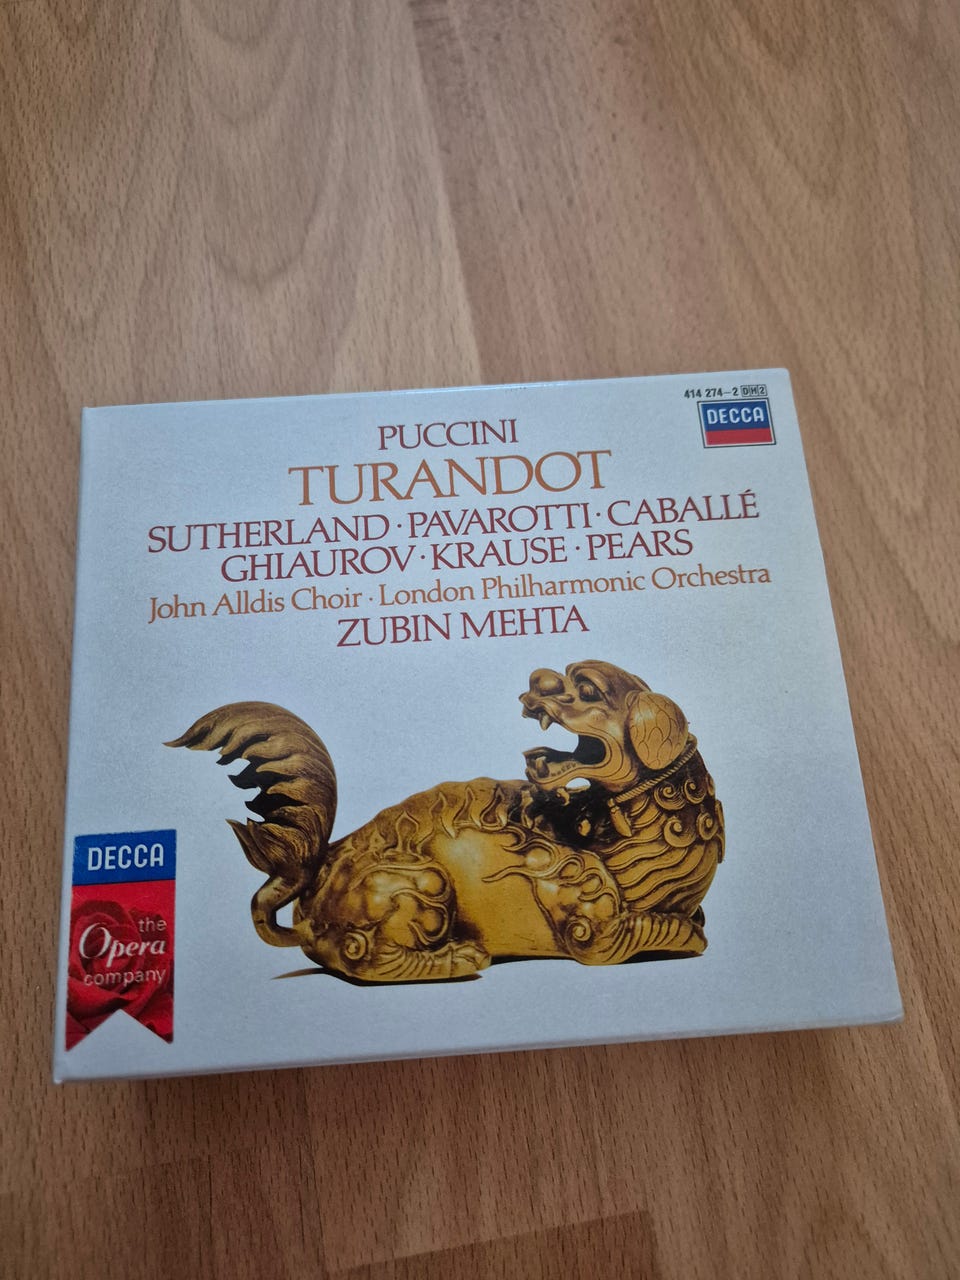 414 274-2 DH2
DECCA
PUCCINI
TURANDOT
SUTHERLAND · PAVAROTTI · CABALLÉ
GHIAUROV · KRAUSE · PEARS
John Alldis Choir · London Philharmonic Orchestra
ZUBIN MEHTA
DECCA
the
Opera
company